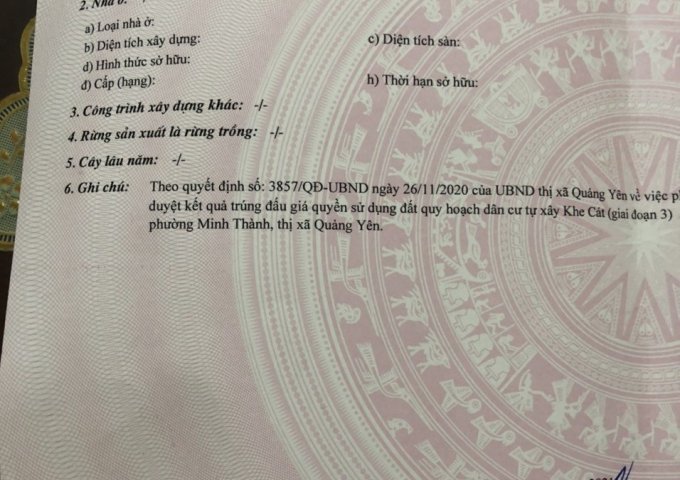 2. Nhà ở:
a) Loại nhà ở:
b) Diện tích xây dựng:
c) Diện tích sàn:
d) Hình thức sở hữu:
đ) Cấp (hạng):
h) Thời hạn sở hữu:
3. Công trình xây dựng khác: -/-
4. Rừng sản xuất là rừng trồng: -/-
5. Cây lâu năm: -/-
6. Ghi chú: Theo quyết định số: 3857/QĐ-UBND ngày 26/11/2020 của UBND thị xã Quảng Yên về việc p
duyệt kết quả trúng đấu giá quyền sử dụng đất quy hoạch dân cư tự xây Khe Cát (giai đoạn 3)
phường Minh Thành, thị xã Quảng Yên.